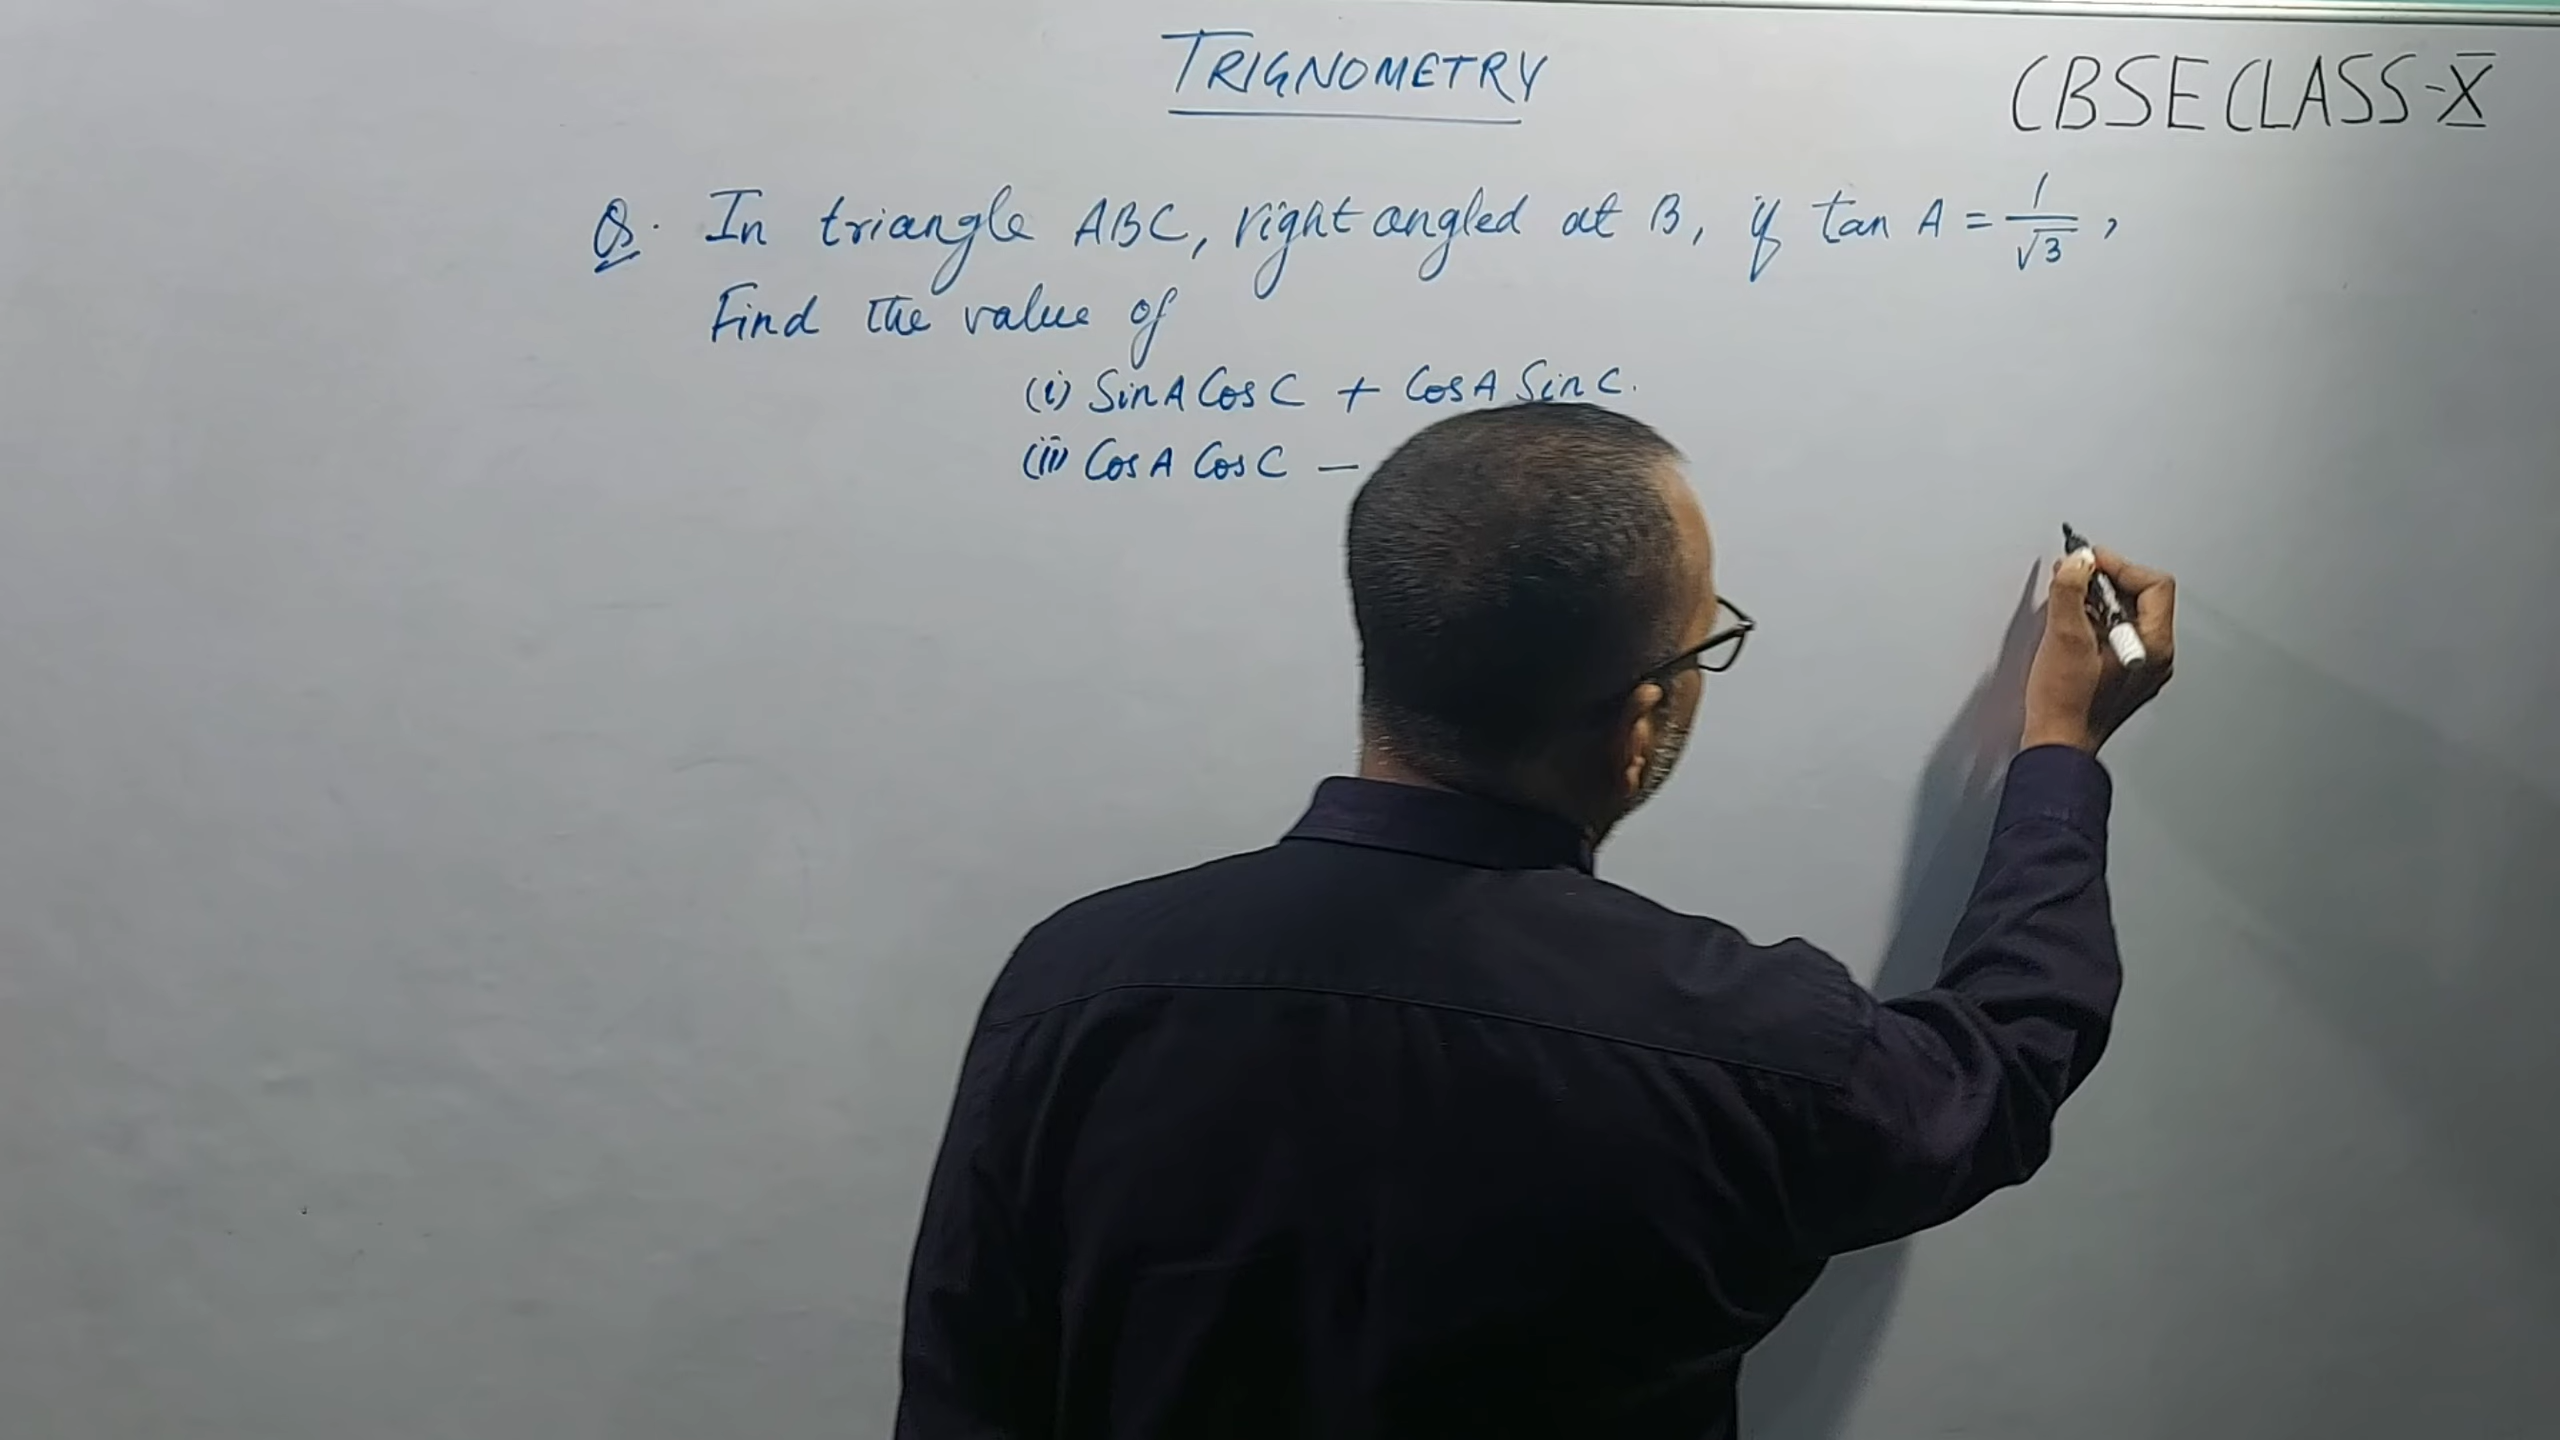 TRIGNOMETRY
CBSE CLASS-X
Q. In triangle ABC, right angled at B, if tan A = 1/√3,
Find the value of
(i) Sin A Cos C + Cos A Sin C.
(ii) Cos A Cos C -